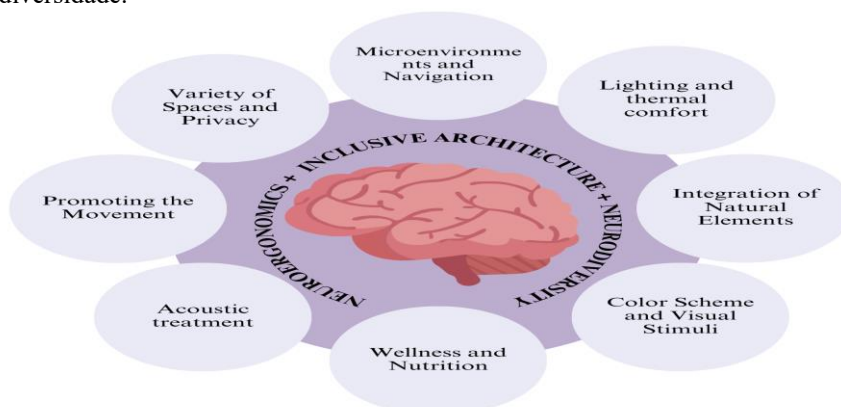 diversidade.
Microenvironme
nts and
Navigation
Lighting and
thermal
comfort
Integration of
Natural
Elements
Color Scheme
and Visual
Stimuli
Wellness and
Nutrition
Acoustic
treatment
Promoting the
Movement
Variety of
Spaces and
Privacy
NEUROERGONOMICS + INCLUSIVE ARCHITECTURE + NEURODIVERSITY